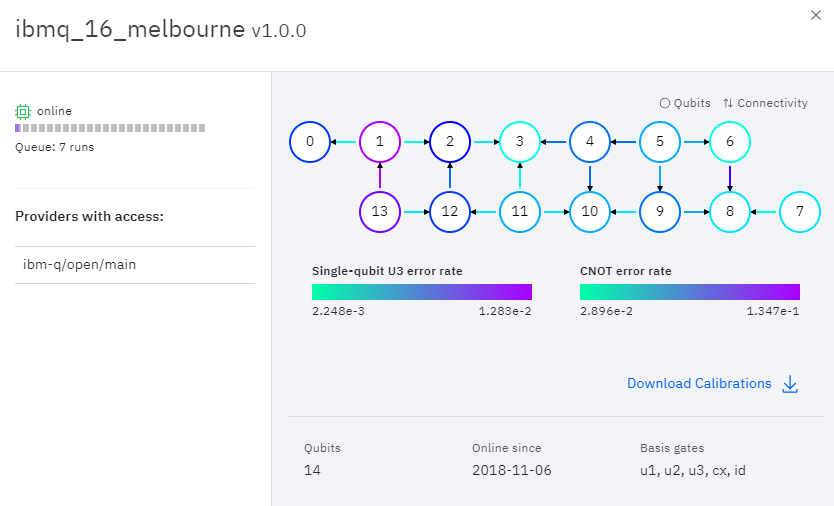 ibmq_16_melbourne v1.0.0
online
Queue: 7 runs
Providers with access:
ibm-q/open/main
Qubits Connectivity
0 1 2 3 4 5 6
13 12 11 10 9 8 7
Single-qubit U3 error rate CNOT error rate
2.248e-3 1.283e-2 2.896e-2 1.347e-1
Download Calibrations
Qubits Online since Basis gates
14 2018-11-06 u1, u2, u3, cx, id